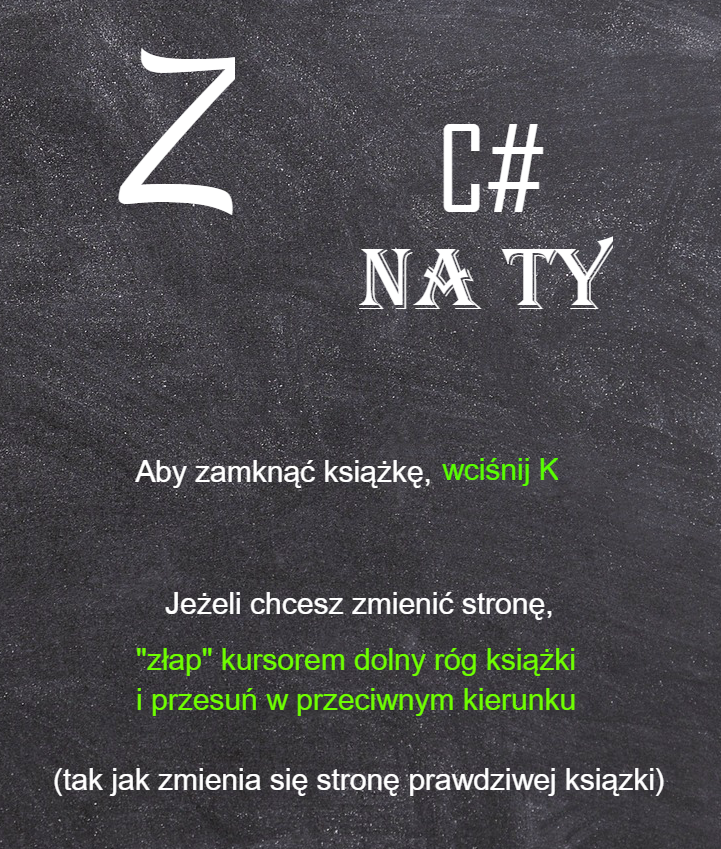 Z
C#
NA TY
Aby zamknąć książkę, wciśnij K
Jeżeli chcesz zmienić stronę,
"złap" kursorem dolny róg książki
i przesuń w przeciwnym kierunku
(tak jak zmienia się stronę prawdziwej ksiązki)